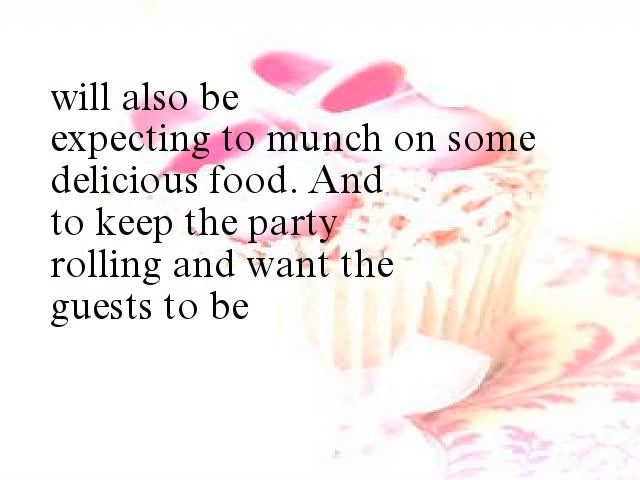 will also be
expecting to munch on some
delicious food. And
to keep the party
rolling and want the
guests to be